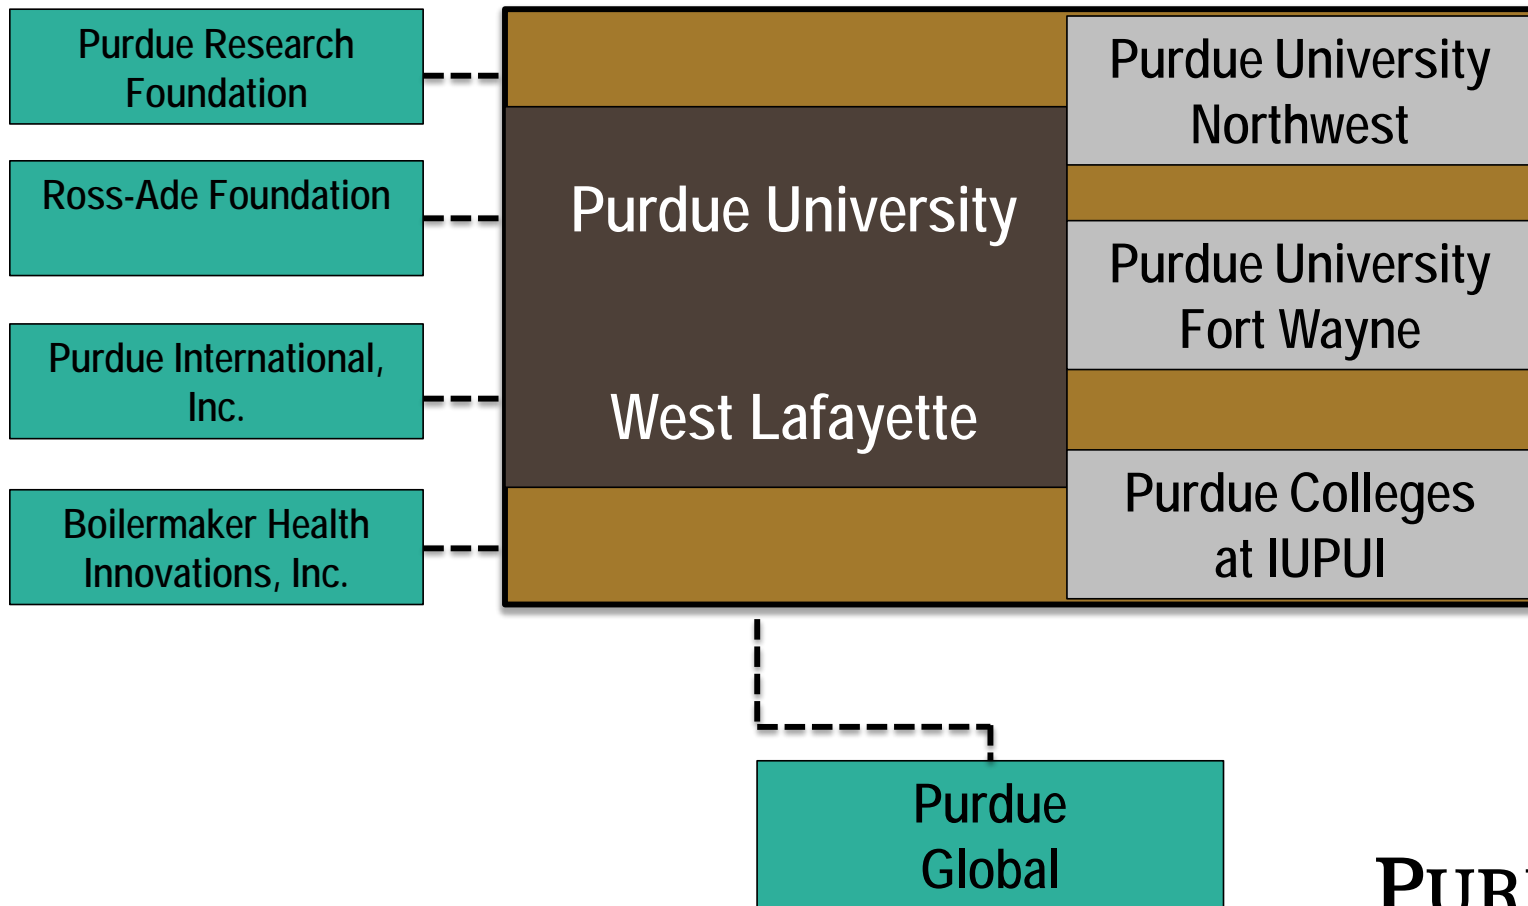 Purdue Research
Foundation
Ross-Ade Foundation
Purdue International,
Inc.
Boilermaker Health
Innovations, Inc.
Purdue University
West Lafayette
Purdue University
Northwest
Purdue University
Fort Wayne
Purdue Colleges
at IUPUI
Purdue
Global